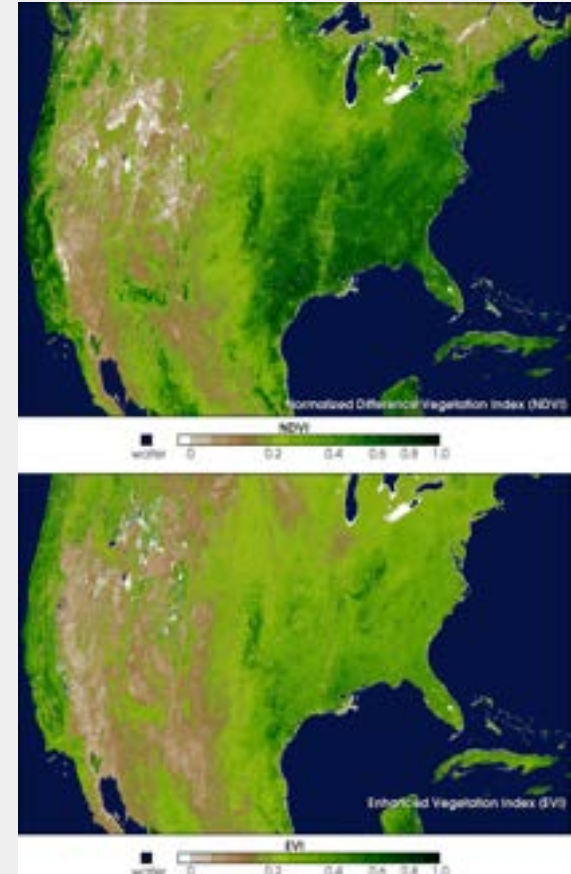 Normalized Difference Vegetation Index (NDVI)
NDVI
water 0 0.2 0.4 0.6 0.8 1.0
Enhanced Vegetation Index (EVI)
EVI
water 0 0.2 0.4 0.6 0.8 1.0